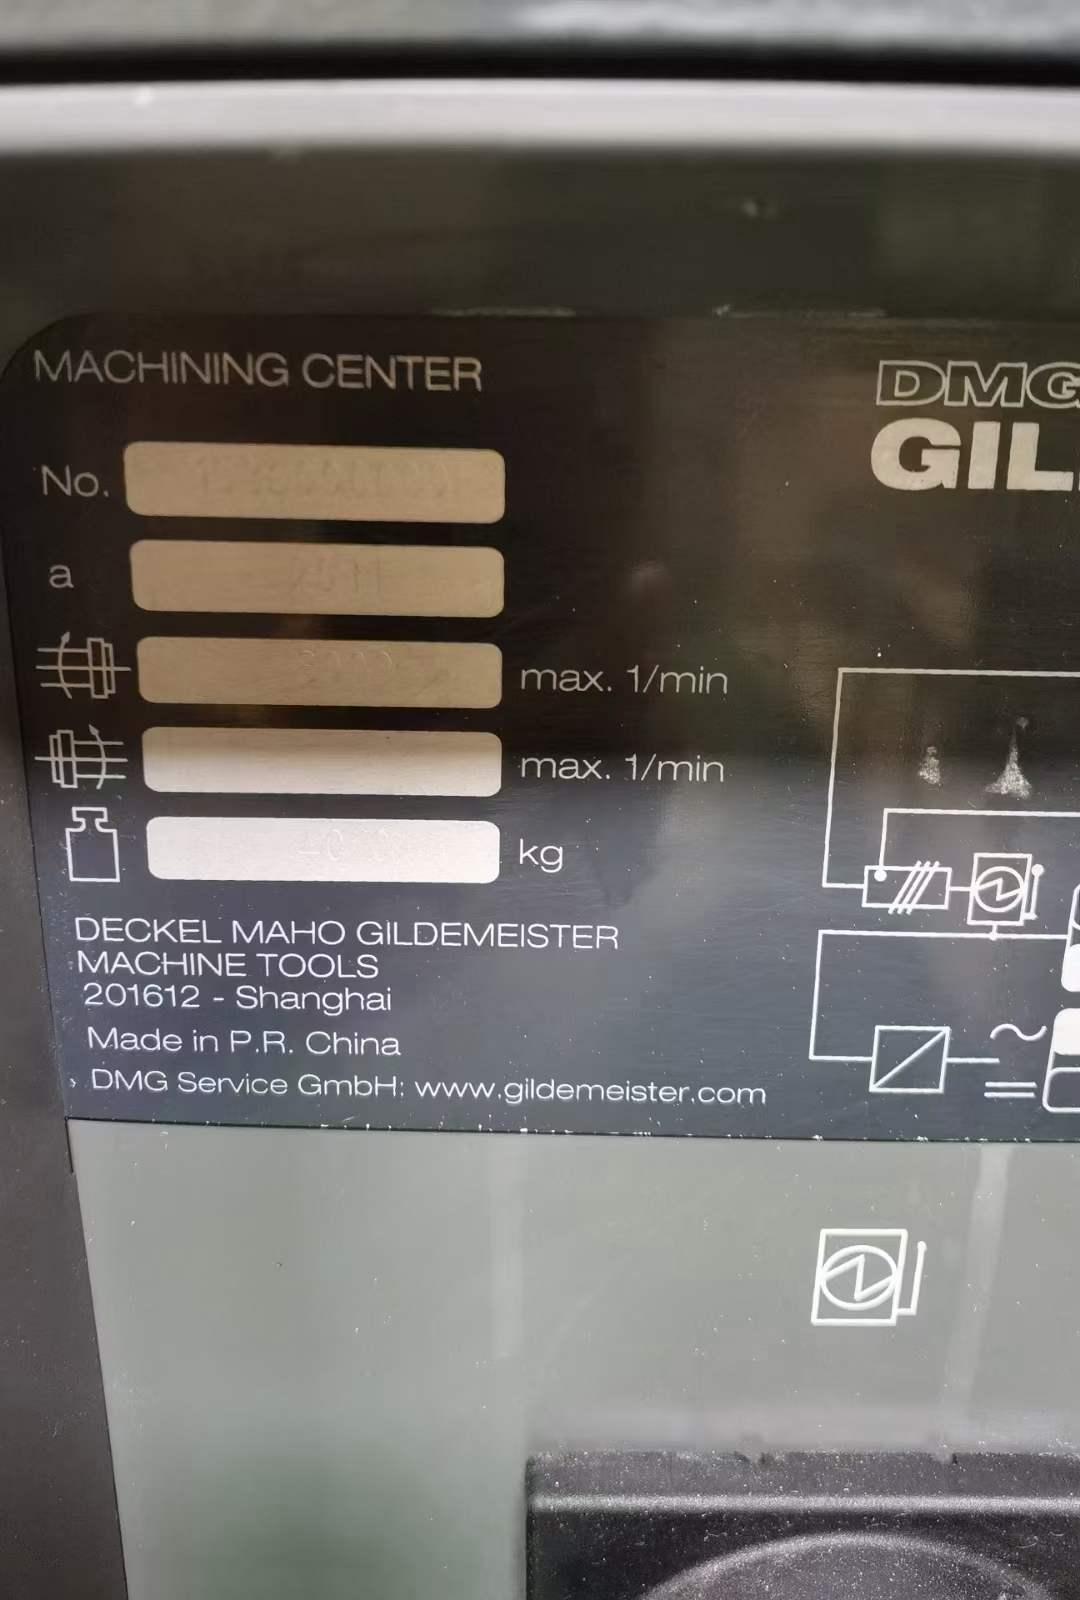 MACHINING CENTER
DMG
GIL
No.
a
max. 1/min
max. 1/min
kg
DECKEL MAHO GILDEMEISTER
MACHINE TOOLS
201612 - Shanghai
Made in P.R. China
DMG Service GmbH: www.gildemeister.com